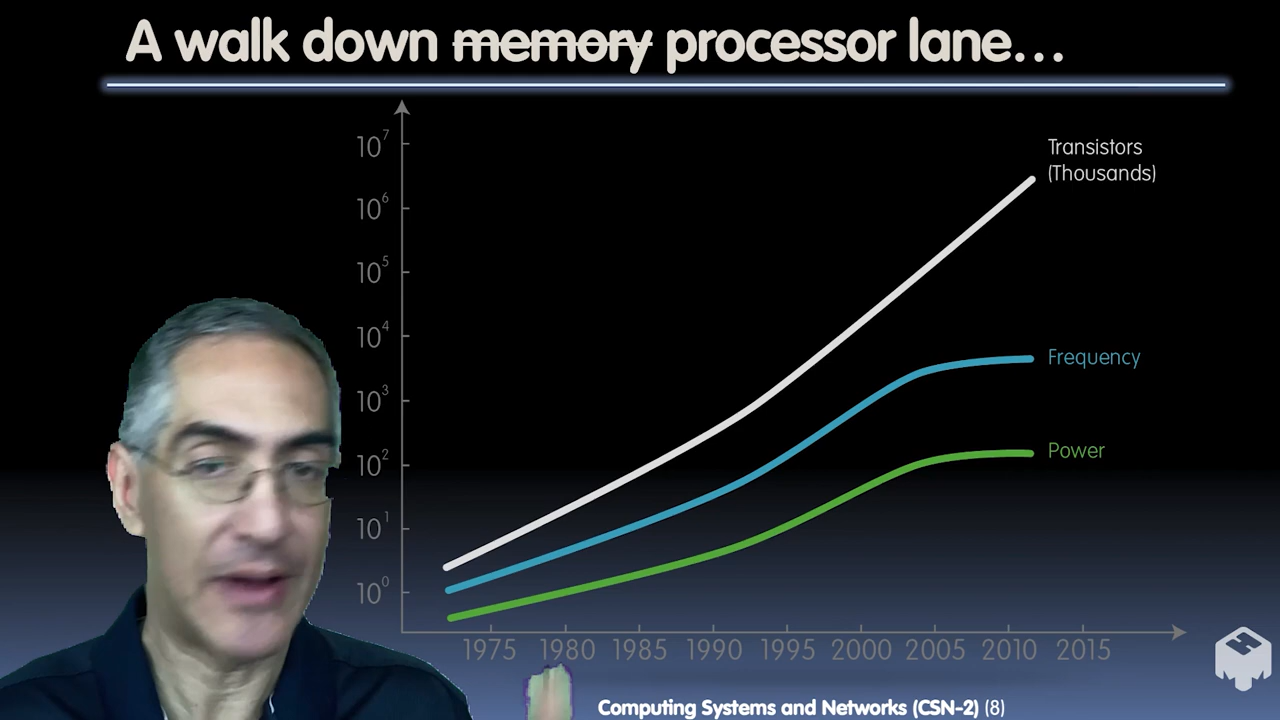 A walk down memory processor lane…
10⁷
10⁶
10⁵
10⁴
10³
10²
10¹
10⁰
Transistors
(Thousands)
Frequency
Power
1975 1980 1985 1990 1995 2000 2005 2010 2015
Computing Systems and Networks (CSN-2) (8)